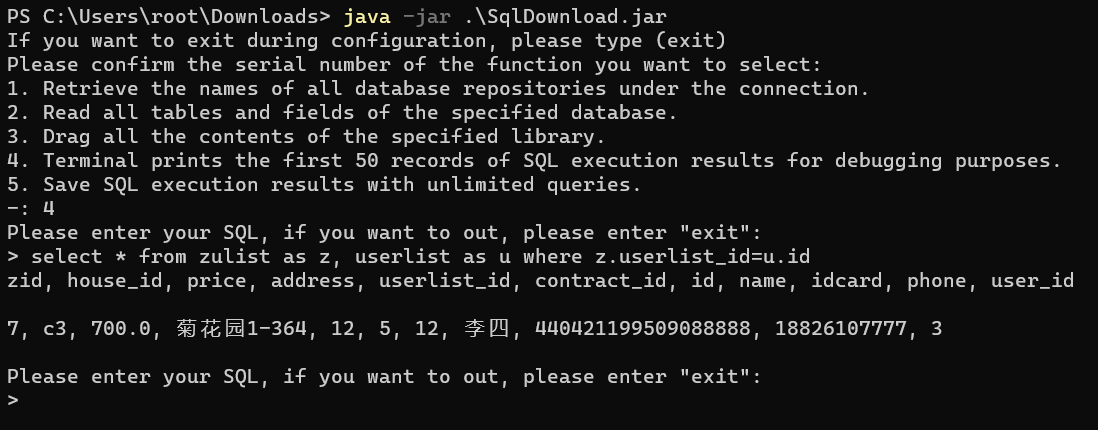 PS C:\Users\root\Downloads> java -jar .\SqlDownload.jar
If you want to exit during configuration, please type (exit)
Please confirm the serial number of the function you want to select:
1. Retrieve the names of all database repositories under the connection.
2. Read all tables and fields of the specified database.
3. Drag all the contents of the specified library.
4. Terminal prints the first 50 records of SQL execution results for debugging purposes.
5. Save SQL execution results with unlimited queries.
-: 4
Please enter your SQL, if you want to out, please enter "exit":
> select * from zulist as z, userlist as u where z.userlist_id=u.id
zid, house_id, price, address, userlist_id, contract_id, id, name, idcard, phone, user_id
7, c3, 700.0, 菊花园1-364, 12, 5, 12, 李四, 440421199509088888, 18826107777, 3
Please enter your SQL, if you want to out, please enter "exit":
>